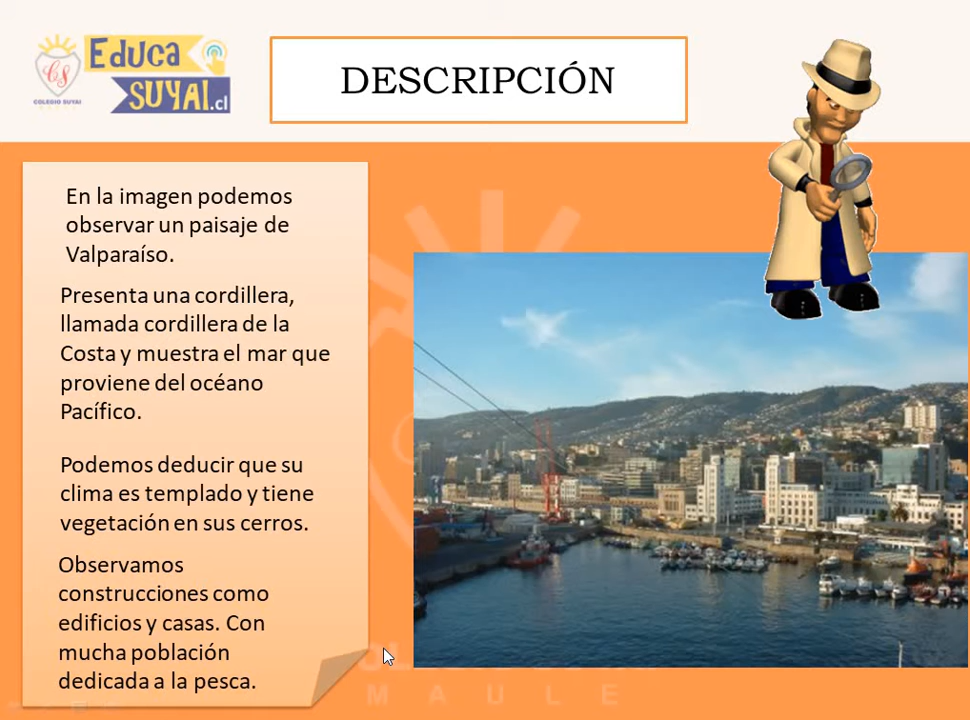 Educa
SUYAI.cl
CS
COLEGIO SUYAI
DESCRIPCIÓN
En la imagen podemos
observar un paisaje de
Valparaíso.
Presenta una cordillera,
llamada cordillera de la
Costa y muestra el mar que
proviene del océano
Pacífico.
Podemos deducir que su
clima es templado y tiene
vegetación en sus cerros.
Observamos
construcciones como
edificios y casas. Con
mucha población
dedicada a la pesca.
MAULE